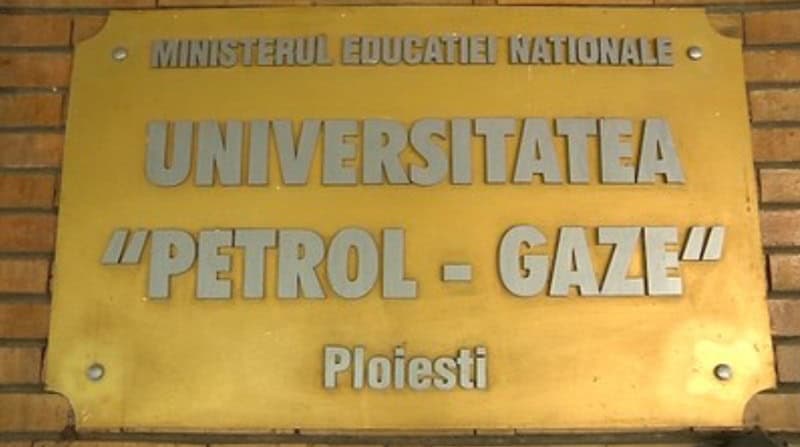 MINISTERUL EDUCATIEI NATIONALE
UNIVERSITATEA
"PETROL - GAZE"
Ploiesti